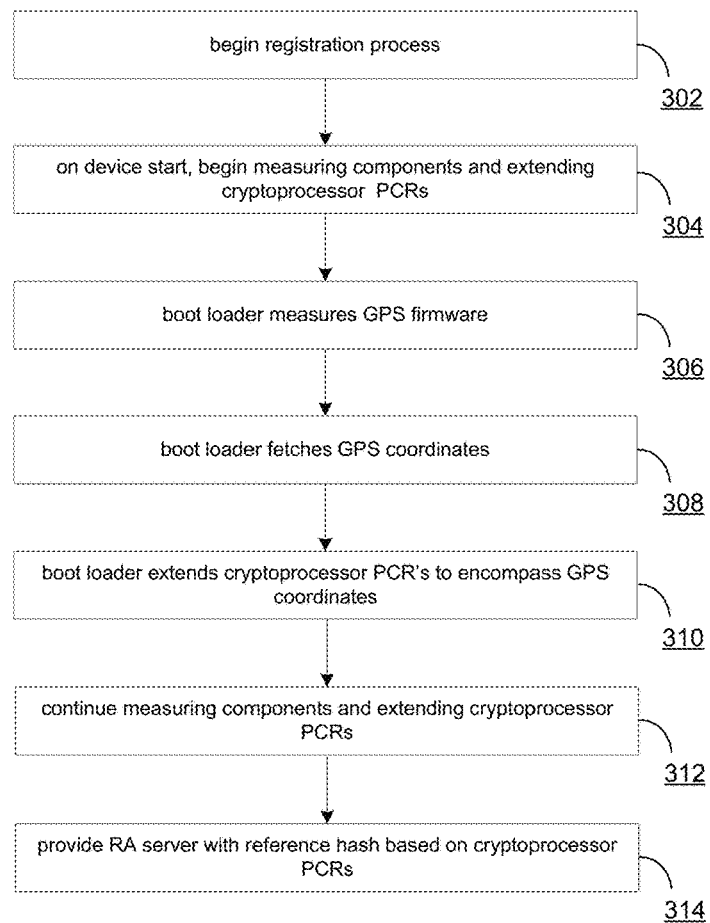 begin registration process
302
on device start, begin measuring components and extending
cryptoprocessor PCRs
304
boot loader measures GPS firmware
306
boot loader fetches GPS coordinates
308
boot loader extends cryptoprocessor PCR's to encompass GPS
coordinates
310
continue measuring components and extending cryptoprocessor
PCRs
312
provide RA server with reference hash based on cryptoprocessor
PCRs
314